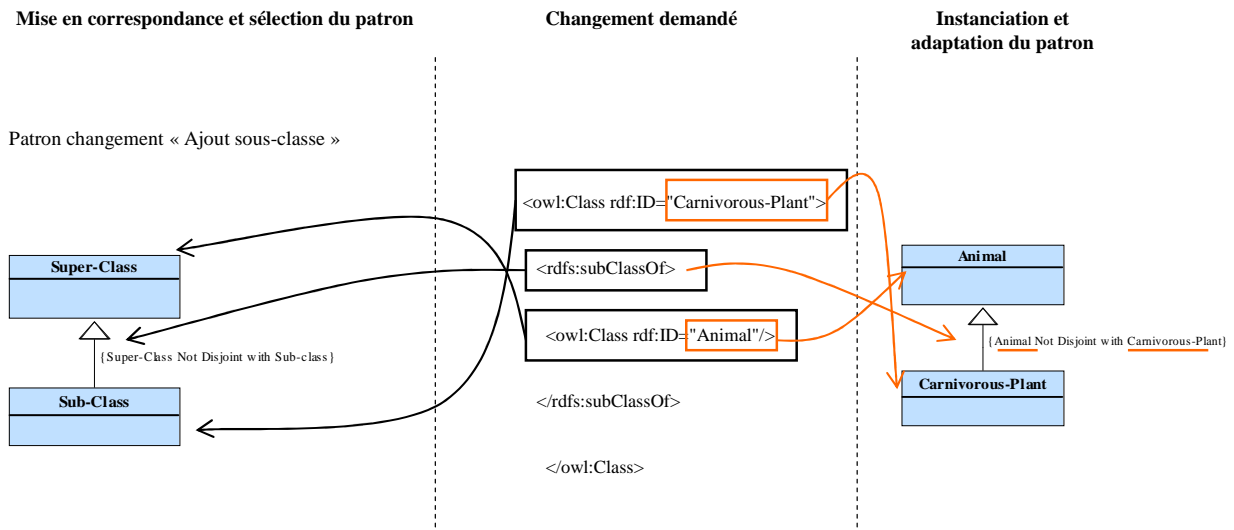 Mise en correspondance et sélection du patron
Changement demandé
Instanciation et
adaptation du patron
Patron changement « Ajout sous-classe »
Super-Class
{Super-Class Not Disjoint with Sub-class}
Sub-Class
<owl:Class rdf:ID="Carnivorous-Plant">
<rdfs:subClassOf>
<owl:Class rdf:ID="Animal"/>
</rdfs:subClassOf>
</owl:Class>
Animal
{Animal Not Disjoint with Carnivorous-Plant}
Carnivorous-Plant